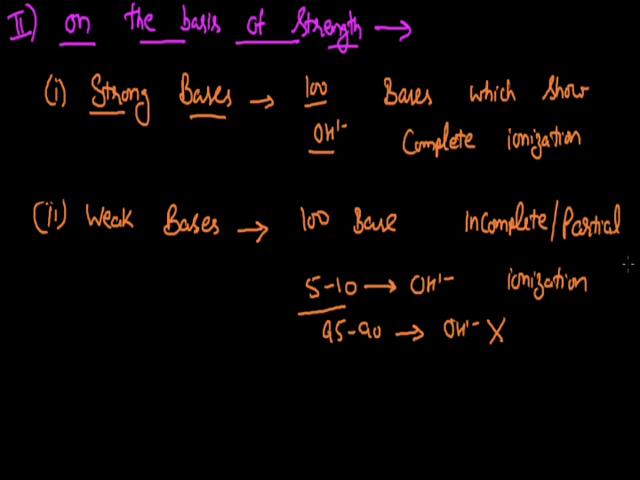 II) on the basis of strength →
(i) Strong Bases → 100 Bases which show
OH¹⁻ Complete ionization
(ii) Weak Bases → 100 Base Incomplete/Partial
5-10 → OH¹⁻ ionization
95-90 → OH¹⁻ X